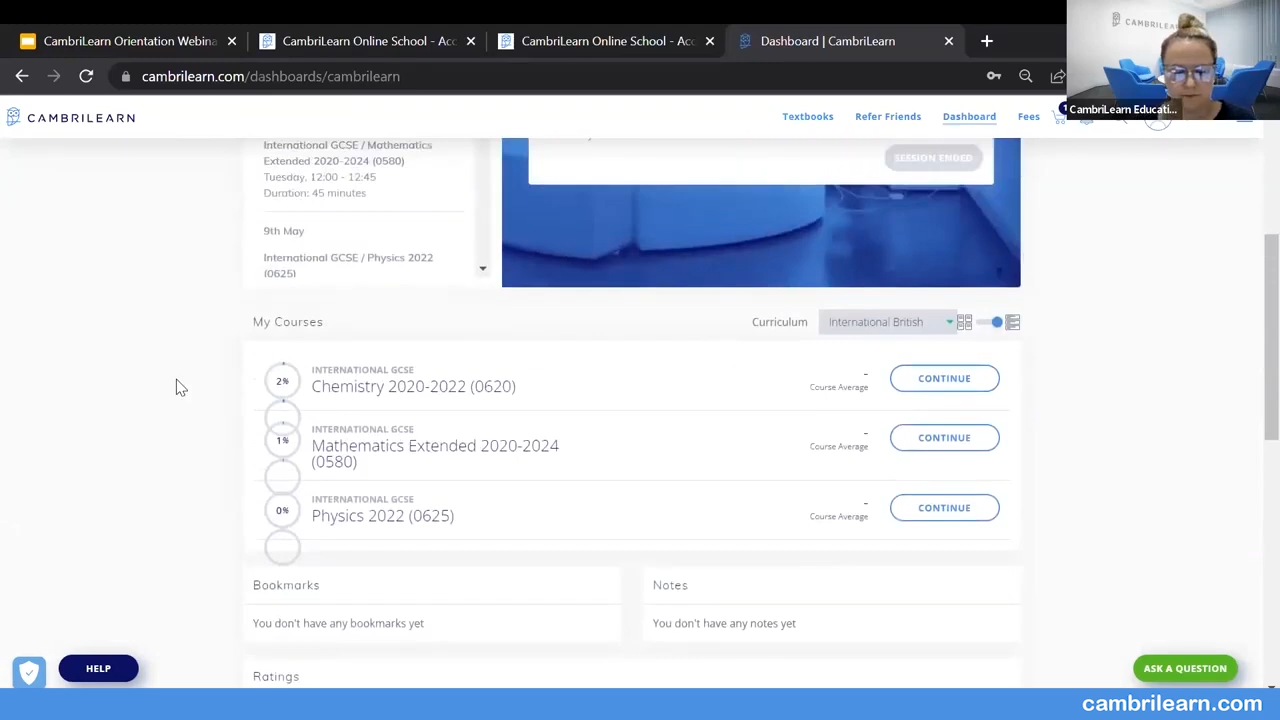 CambriLearn Orientation Webina
CambriLearn Online School - Acc
CambriLearn Online School - Acc
Dashboard | CambriLearn
cambrilearn.com/dashboards/cambrilearn
CAMBRILEARN
CambriLearn Educati...
CAMBRILEARN
Textbooks
Refer Friends
Dashboard
Fees
International GCSE / Mathematics
Extended 2020-2024 (0580)
Tuesday, 12:00 - 12:45
Duration: 45 minutes
9th May
International GCSE / Physics 2022
(0625)
SESSION ENDED
My Courses
Curriculum
International British
2%
INTERNATIONAL GCSE
Chemistry 2020-2022 (0620)
-
Course Average
CONTINUE
1%
INTERNATIONAL GCSE
Mathematics Extended 2020-2024
(0580)
-
Course Average
CONTINUE
0%
INTERNATIONAL GCSE
Physics 2022 (0625)
-
Course Average
CONTINUE
Bookmarks
You don't have any bookmarks yet
Notes
You don't have any notes yet
Ratings
HELP
ASK A QUESTION
cambrilearn.com